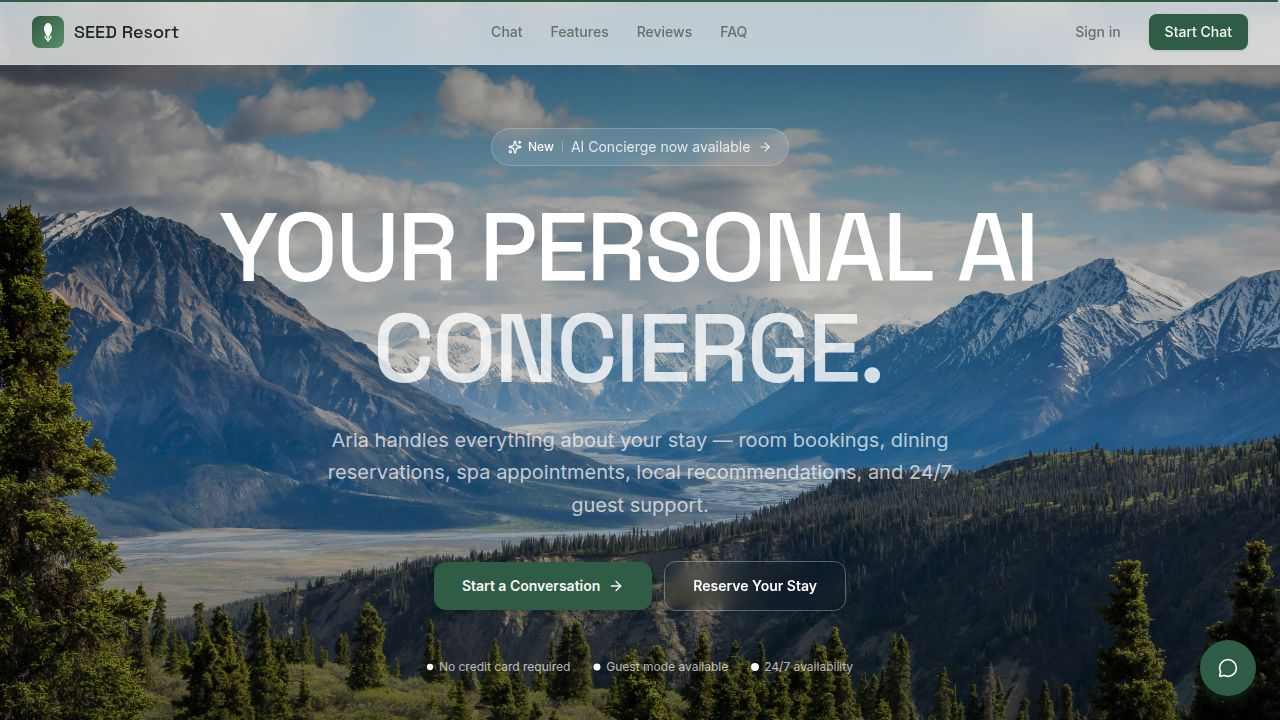 SEED Resort
Chat
Features
Reviews
FAQ
Sign in
Start Chat
New
AI Concierge now available
YOUR PERSONAL AI
CONCIERGE.
Aria handles everything about your stay — room bookings, dining
reservations, spa appointments, local recommendations, and 24/7
guest support.
Start a Conversation
Reserve Your Stay
No credit card required
Guest mode available
24/7 availability